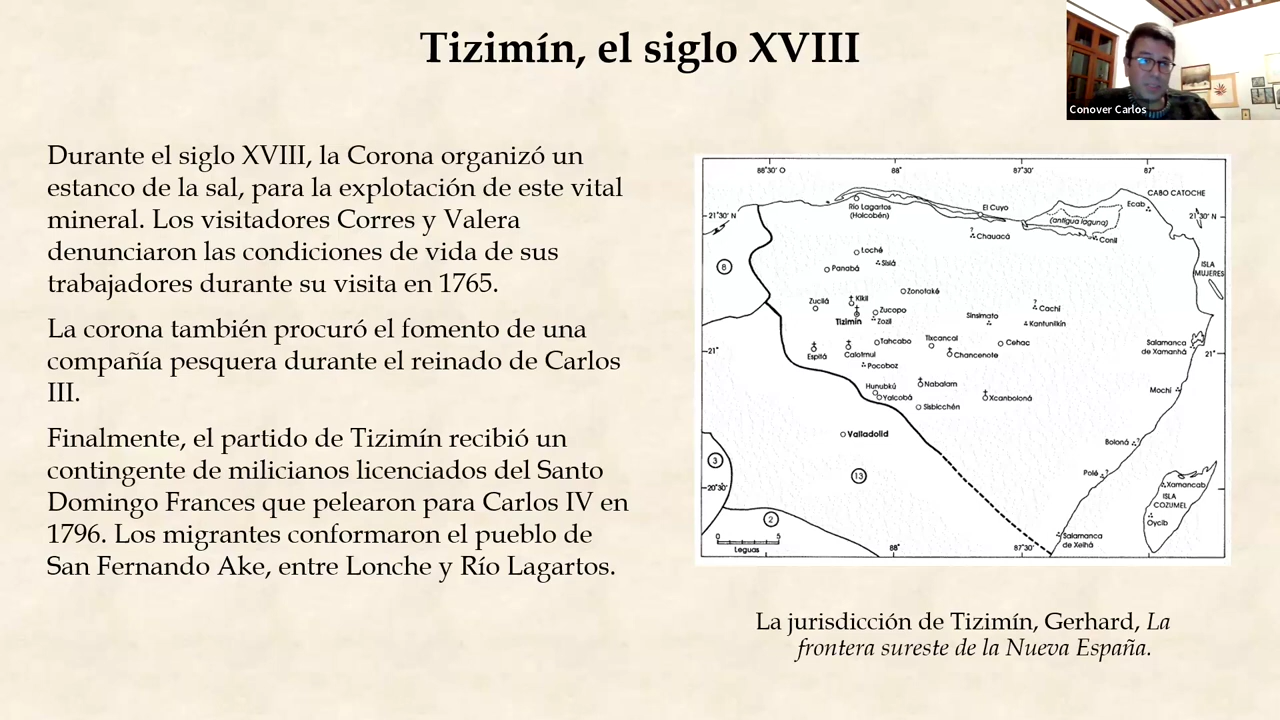 Tizimín, el siglo XVIII
Conover Carlos
Durante el siglo XVIII, la Corona organizó un
estanco de la sal, para la explotación de este vital
mineral. Los visitadores Corres y Valera
denunciaron las condiciones de vida de sus
trabajadores durante su visita en 1765.
La corona también procuró el fomento de una
compañía pesquera durante el reinado de Carlos
III.
Finalmente, el partido de Tizimín recibió un
contingente de milicianos licenciados del Santo
Domingo Frances que pelearon para Carlos IV en
1796. Los migrantes conformaron el pueblo de
San Fernando Ake, entre Lonche y Río Lagartos.
88°30' O
88°
87°30'
87°
CABO CATOCHE
Ecab
Río Lagartos
(Holcobén)
El Cuyo
21°30' N
(antigua laguna)
21°30' N
? Chauacá
Conil
Loché
Sisiá
Panabá
ISLA
MUJERES
8
Zonotaké
Zucilá
Kikil
Zucopo
Tizimín
Zozil
Sinsimato
? Cachi
Kantunilkín
Tahcabo
Tixcancal
Cehac
Espitá
Calotmul
Chancenote
Salamanca
de Xamanhá
21°
21°
Pocoboz
Hunubkú
Nabalam
Yalcobá
Xcanboloná
Mochi
Sisbicchén
Valladolid
Boloná ?
3
13
Polé ?
20°30'
Xamancab
ISLA
COZUMEL
Oycib
2
Salamanca
de Xelhá
0
5
Leguas
88°
87°30'
La jurisdicción de Tizimín, Gerhard, La
frontera sureste de la Nueva España.